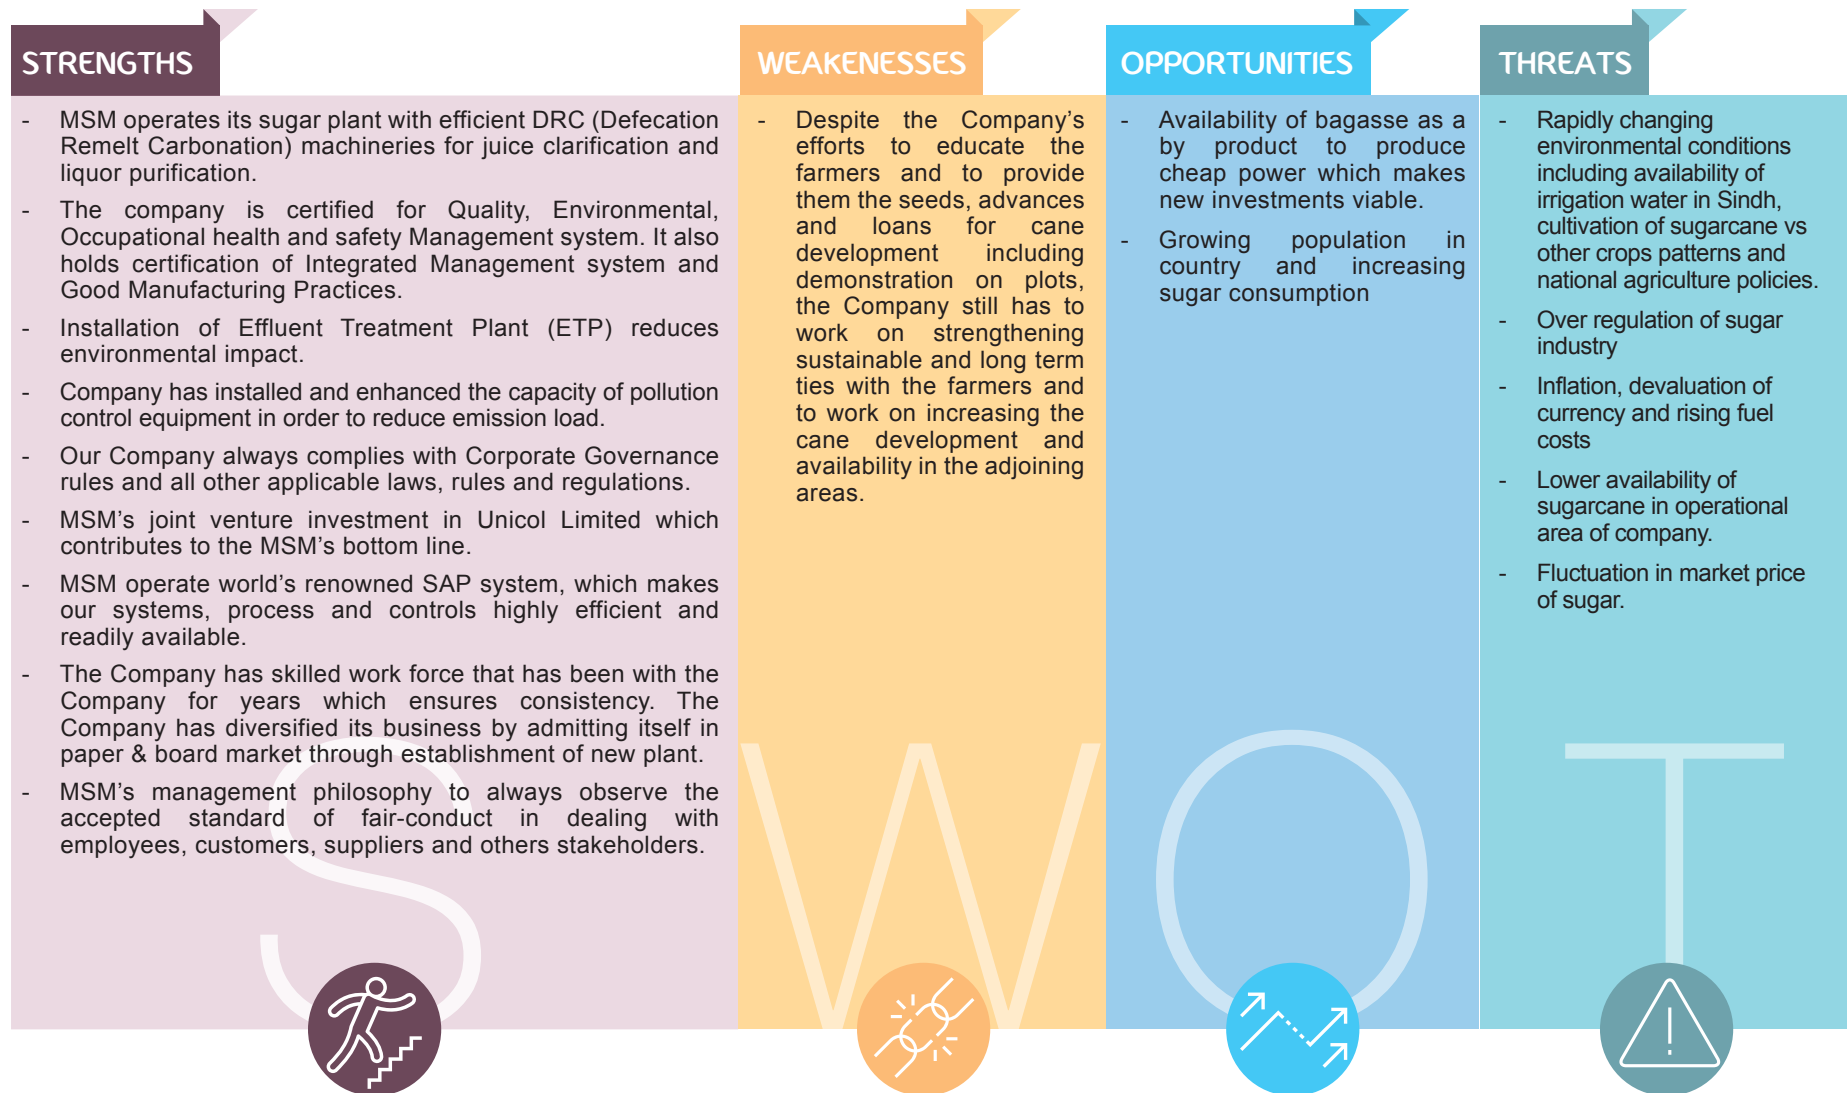 STRENGTHS
- MSM operates its sugar plant with efficient DRC (Defecation
Remelt Carbonation) machineries for juice clarification and
liquor purification.
- The company is certified for Quality, Environmental,
Occupational health and safety Management system. It also
holds certification of Integrated Management system and
Good Manufacturing Practices.
- Installation of Effluent Treatment Plant (ETP) reduces
environmental impact.
- Company has installed and enhanced the capacity of pollution
control equipment in order to reduce emission load.
- Our Company always complies with Corporate Governance
rules and all other applicable laws, rules and regulations.
- MSM's joint venture investment in Unicol Limited which
contributes to the MSM's bottom line.
- MSM operate world's renowned SAP system, which makes
our systems, process and controls highly efficient and
readily available.
- The Company has skilled work force that has been with the
Company for years which ensures consistency. The
Company has diversified its business by admitting itself in
paper & board market through establishment of new plant.
- MSM's management philosophy to always observe the
accepted standard of fair-conduct in dealing with
employees, customers, suppliers and others stakeholders.
S
WEAKENESSES
- Despite the Company's
efforts to educate the
farmers and to provide
them the seeds, advances
and loans for cane
development including
demonstration on plots,
the Company still has to
work on strengthening
sustainable and long term
ties with the farmers and
to work on increasing the
cane development and
availability in the adjoining
areas.
W
OPPORTUNITIES
- Availability of bagasse as a
by product to produce
cheap power which makes
new investments viable.
- Growing population in
country and increasing
sugar consumption
O
THREATS
- Rapidly changing
environmental conditions
including availability of
irrigation water in Sindh,
cultivation of sugarcane vs
other crops patterns and
national agriculture policies.
- Over regulation of sugar
industry
- Inflation, devaluation of
currency and rising fuel
costs
- Lower availability of
sugarcane in operational
area of company.
- Fluctuation in market price
of sugar.
T